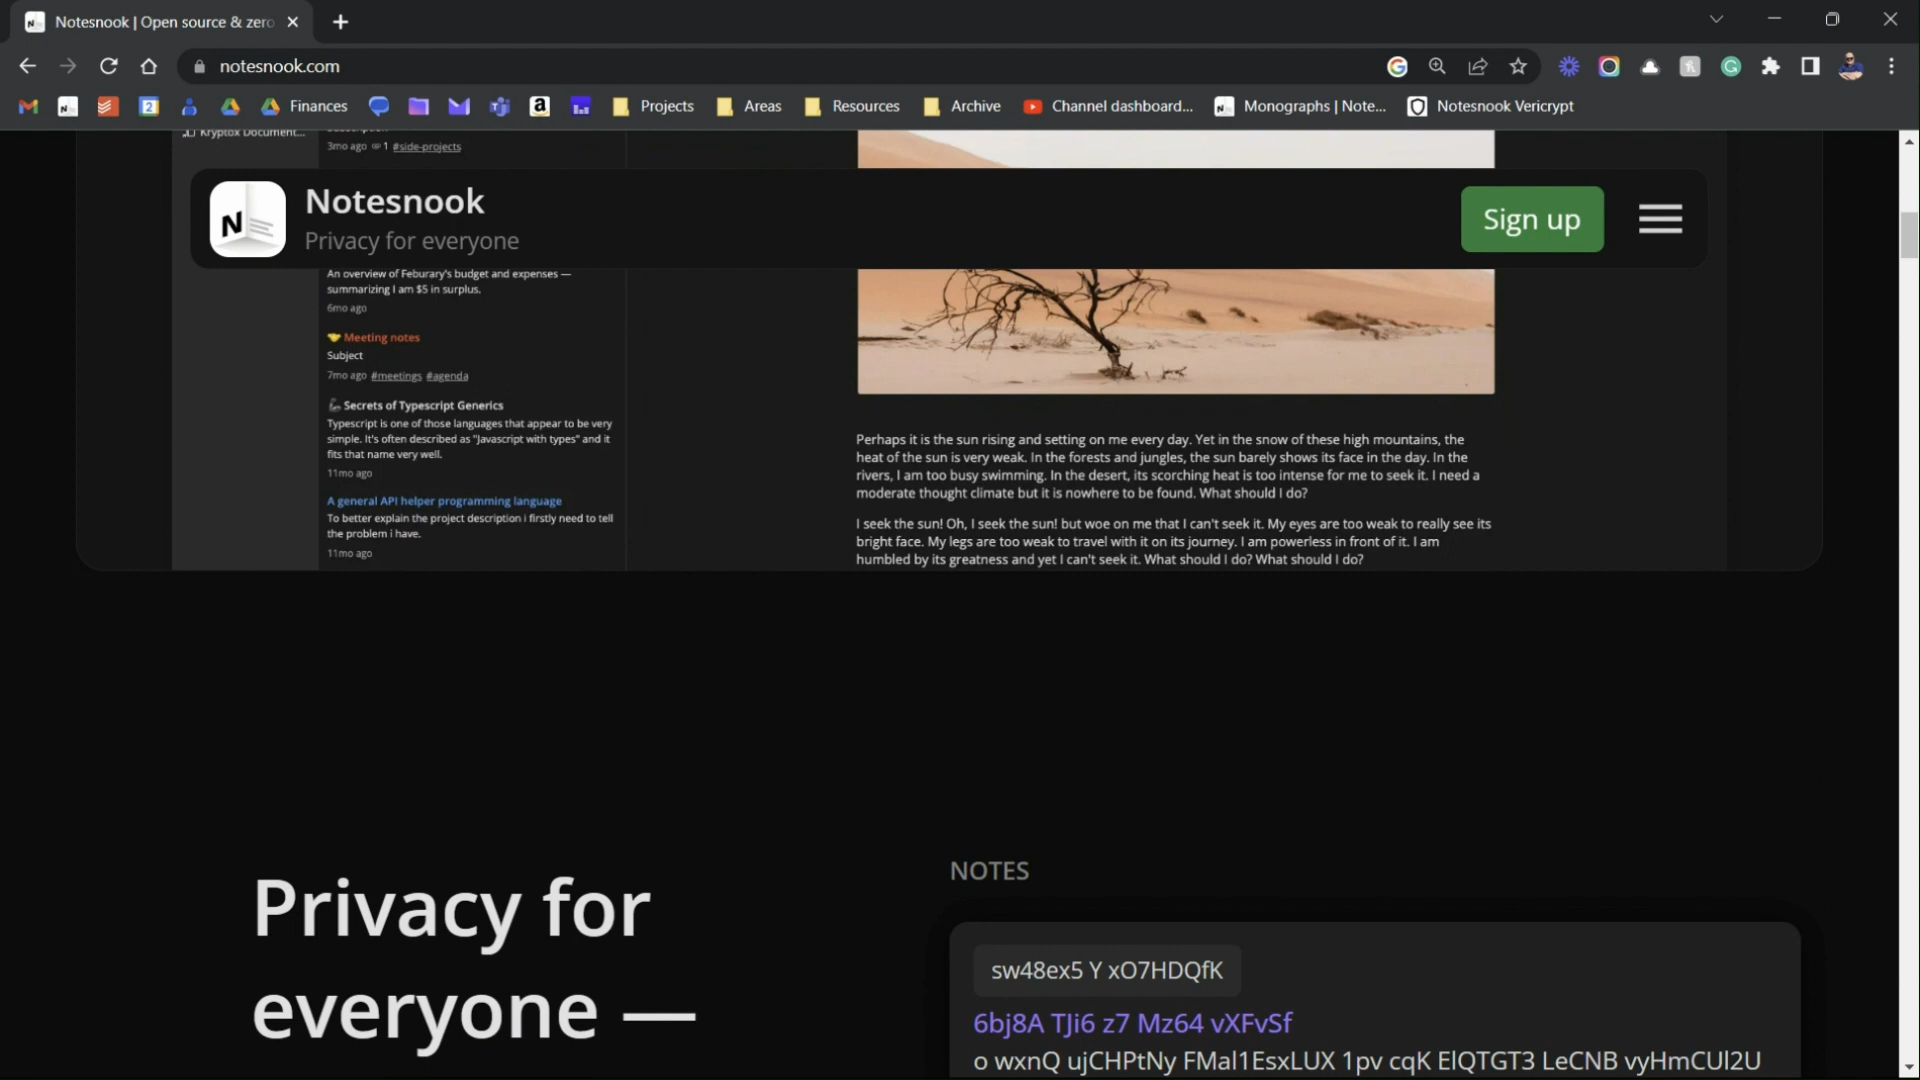 Notesnook | Open source & zero
notesnook.com
Finances
Projects
Areas
Resources
Archive
Channel dashboard...
Monographs | Note...
Notesnook Vericrypt
Kryptox Document...
3mo ago 1 #side-projects
Notesnook
Privacy for everyone
Sign up
An overview of Feburary's budget and expenses —
summarizing I am $5 in surplus.
6mo ago
Meeting notes
Subject
7mo ago #meetings #agenda
Secrets of Typescript Generics
Typescript is one of those languages that appear to be very
simple. It's often described as "Javascript with types" and it
fits that name very well.
11mo ago
A general API helper programming language
To better explain the project description i firstly need to tell
the problem i have.
11mo ago
Perhaps it is the sun rising and setting on me every day. Yet in the snow of these high mountains, the
heat of the sun is very weak. In the forests and jungles, the sun barely shows its face in the day. In the
rivers, I am too busy swimming. In the desert, its scorching heat is too intense for me to seek it. I need a
moderate thought climate but it is nowhere to be found. What should I do?
I seek the sun! Oh, I seek the sun! but woe on me that I can't seek it. My eyes are too weak to really see its
bright face. My legs are too weak to travel with it on its journey. I am powerless in front of it. I am
humbled by its greatness and yet I can't seek it. What should I do? What should I do?
Privacy for
everyone —
NOTES
sw48ex5 Y xO7HDQfK
6bj8A TJi6 z7 Mz64 vXFvSf
o wxnQ ujCHPtNy FMal1EsxLUX 1pv cqK ElQTGT3 LeCNB vyHmCUl2U